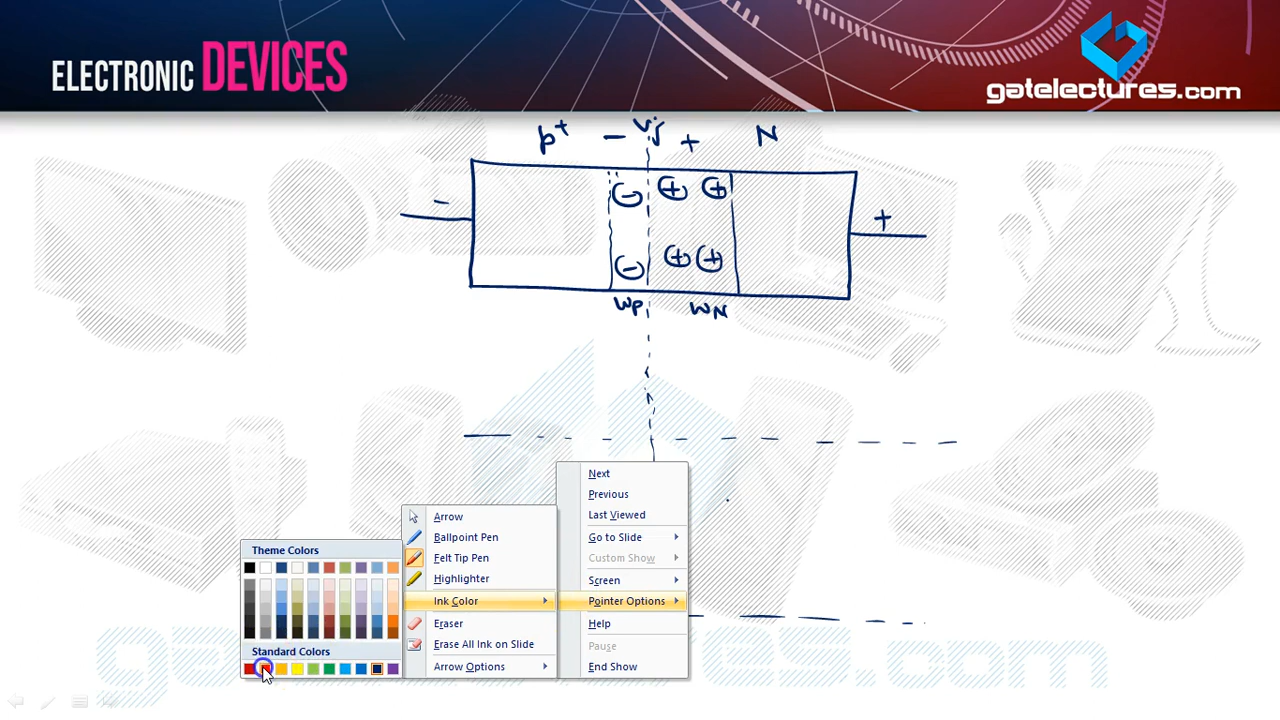 ELECTRONIC DEVICES
gatelectures.com
p+ - Vj + N
- +
- + +
- + +
WP WN
Next
Previous
Last Viewed
Go to Slide
Custom Show
Screen
Pointer Options
Help
Pause
End Show
Arrow
Ballpoint Pen
Felt Tip Pen
Highlighter
Ink Color
Eraser
Erase All Ink on Slide
Arrow Options
Theme Colors
Standard Colors